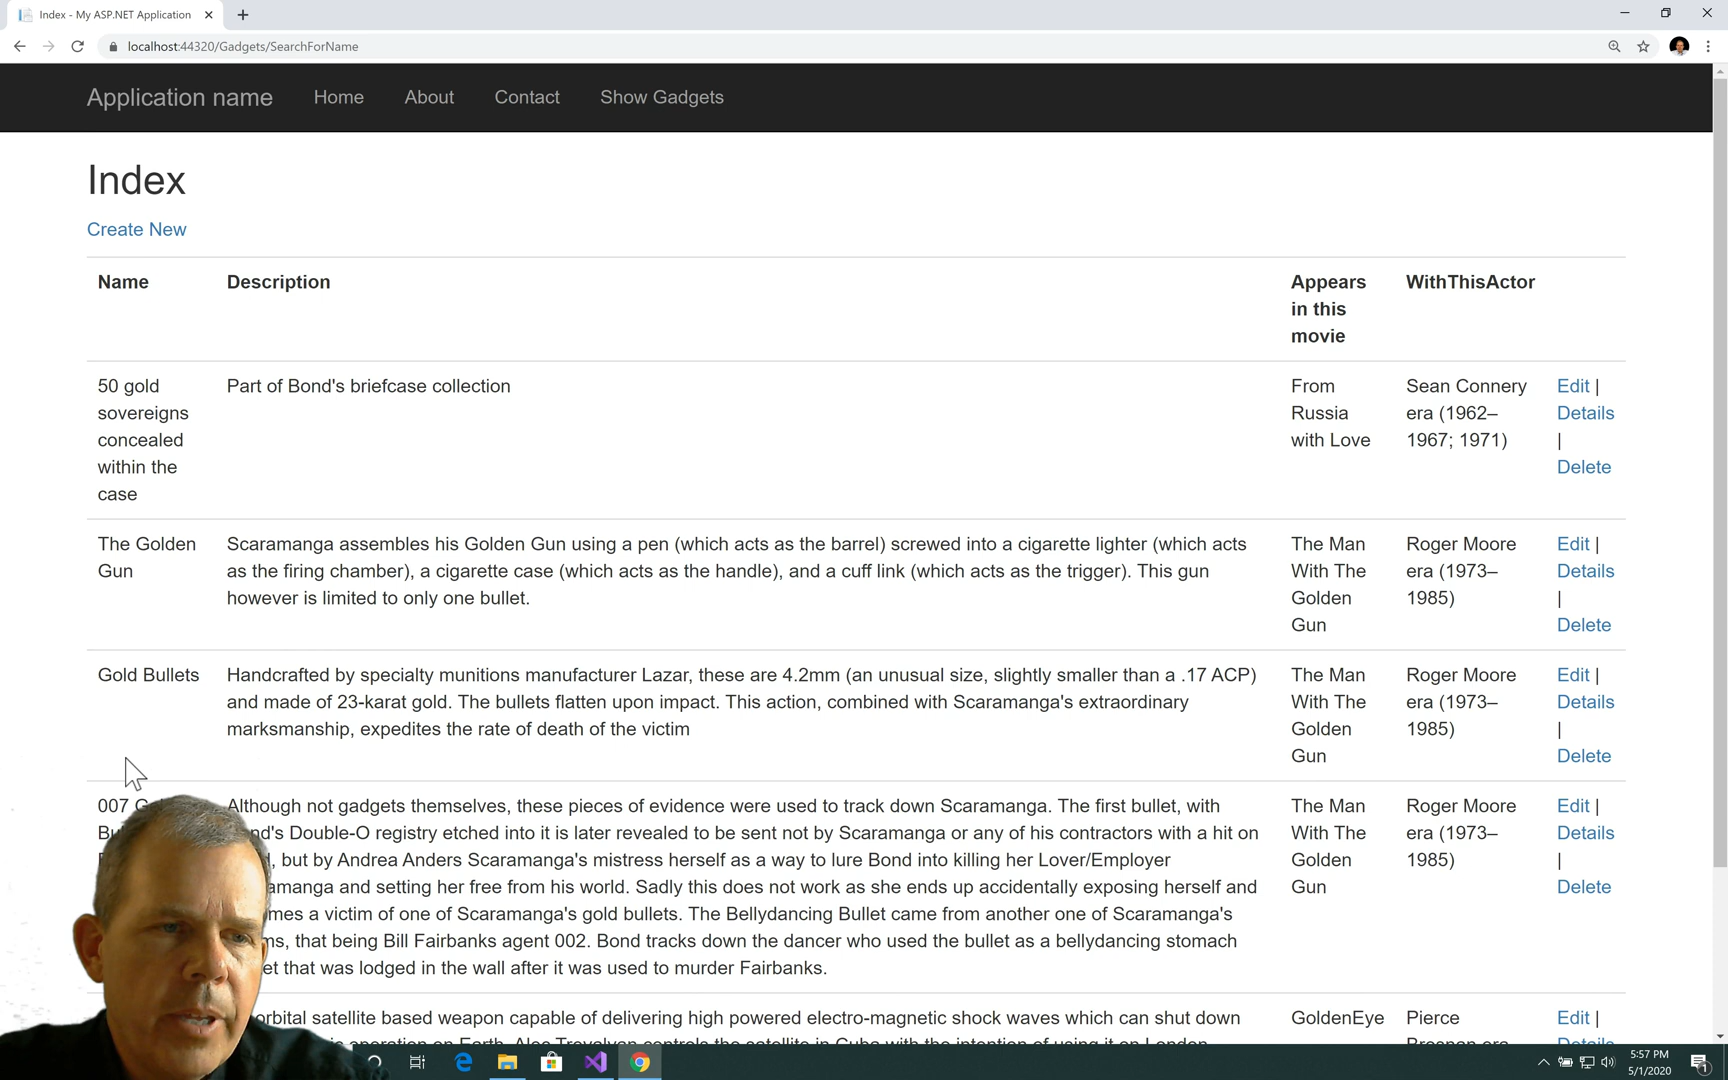 Index - My ASP.NET Application
localhost:44320/Gadgets/SearchForName
Application name Home About Contact Show Gadgets
Index
Create New
Name Description Appears in this movie WithThisActor
50 gold sovereigns concealed within the case
Part of Bond's briefcase collection
From Russia with Love
Sean Connery era (1962–1967; 1971)
Edit |
Details
|
Delete
The Golden Gun
Scaramanga assembles his Golden Gun using a pen (which acts as the barrel) screwed into a cigarette lighter (which acts
as the firing chamber), a cigarette case (which acts as the handle), and a cuff link (which acts as the trigger). This gun
however is limited to only one bullet.
The Man With The Golden Gun
Roger Moore era (1973–1985)
Edit |
Details
|
Delete
Gold Bullets
Handcrafted by specialty munitions manufacturer Lazar, these are 4.2mm (an unusual size, slightly smaller than a .17 ACP)
and made of 23-karat gold. The bullets flatten upon impact. This action, combined with Scaramanga's extraordinary
marksmanship, expedites the rate of death of the victim
The Man With The Golden Gun
Roger Moore era (1973–1985)
Edit |
Details
|
Delete
007
Although not gadgets themselves, these pieces of evidence were used to track down Scaramanga. The first bullet, with
Double-O registry etched into it is later revealed to be sent not by Scaramanga or any of his contractors with a hit on
but by Andrea Anders Scaramanga's mistress herself as a way to lure Bond into killing her Lover/Employer
and setting her free from his world. Sadly this does not work as she ends up accidentally exposing herself and
a victim of one of Scaramanga's gold bullets. The Bellydancing Bullet came from another one of Scaramanga's
that being Bill Fairbanks agent 002. Bond tracks down the dancer who used the bullet as a bellydancing stomach
that was lodged in the wall after it was used to murder Fairbanks.
The Man With The Golden Gun
Roger Moore era (1973–1985)
Edit |
Details
|
Delete
orbital satellite based weapon capable of delivering high powered electro-magnetic shock waves which can shut down
GoldenEye
Pierce
Edit |
5:57 PM
5/1/2020